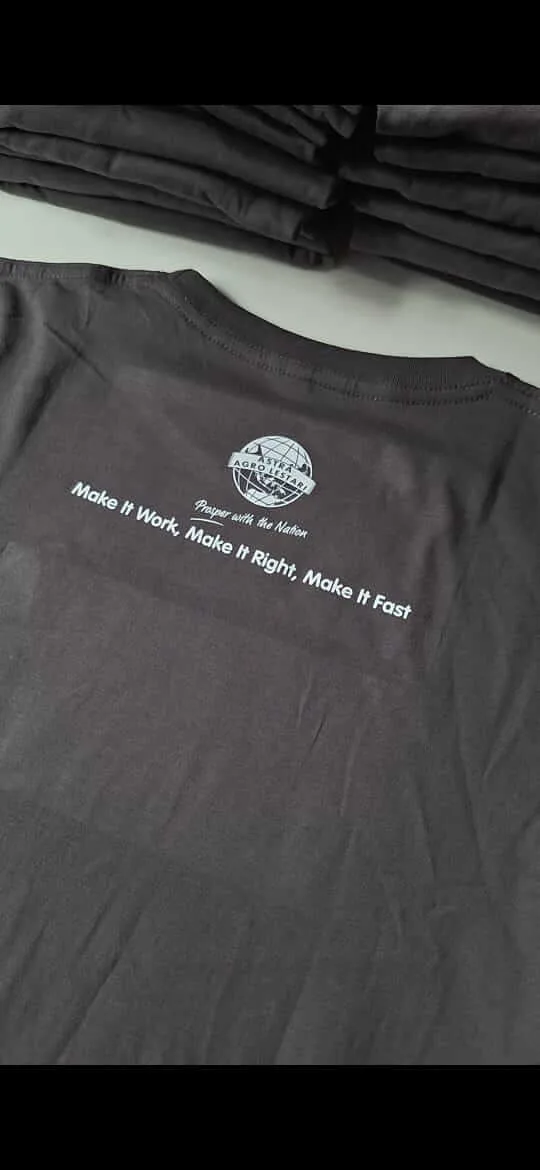 ASTRA
AGRO LESTARI
Prosper with the Nation
Make It Work, Make It Right, Make It Fast